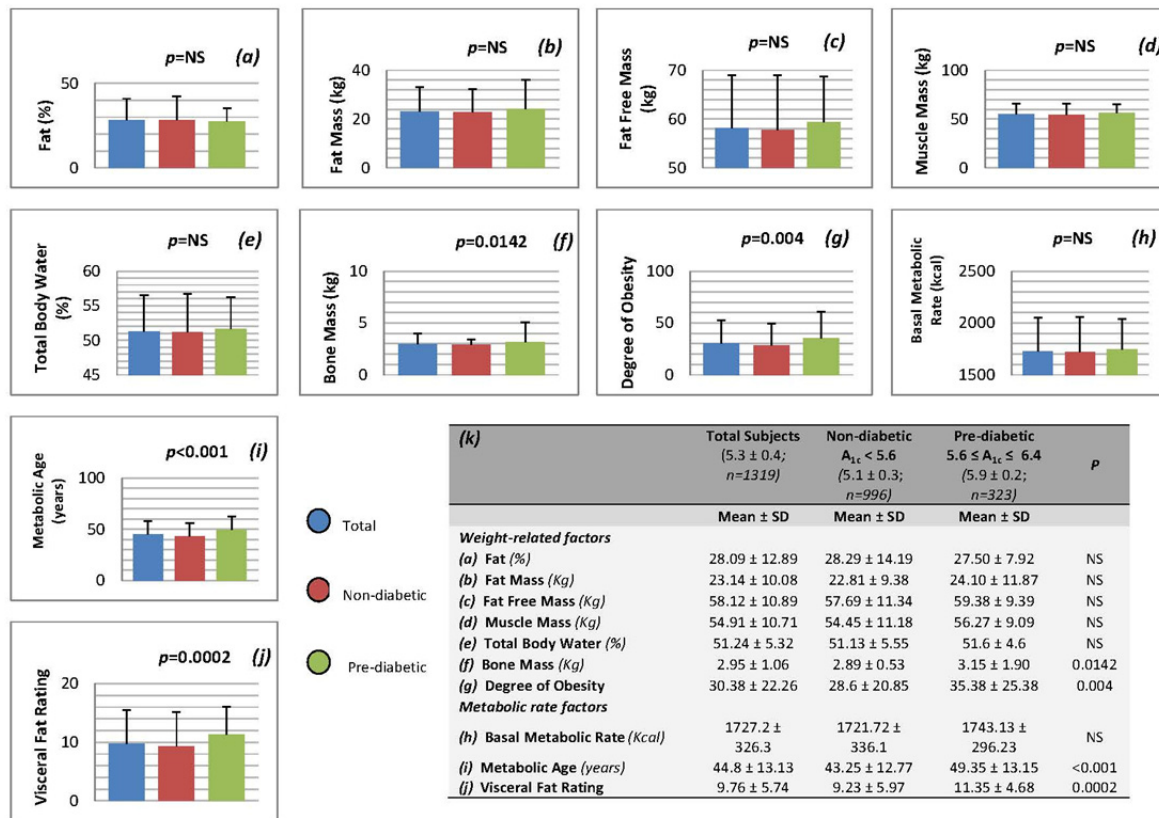 p=NS (a)
Fat (%)
50
0
p=NS (b)
Fat Mass (kg)
40
20
0
p=NS (c)
Fat Free Mass
(kg)
70
60
50
p=NS (d)
Muscle Mass (kg)
100
50
0
p=NS (e)
Total Body Water
(%)
60
55
50
45
p=0.0142 (f)
Bone Mass (kg)
10
5
0
p=0.004 (g)
Degree of Obesity
100
50
0
p=NS (h)
Basal Metabolic
Rate (kcal)
2500
2000
1500
p<0.001 (i)
Metabolic Age
(years)
100
50
0
p=0.0002 (j)
Visceral Fat Rating
20
10
0
Total
Non-diabetic
Pre-diabetic
(k) Total Subjects Non-diabetic Pre-diabetic P
(5.3 ± 0.4; A1c < 5.6 5.6 ≤ A1c ≤ 6.4
n=1319) (5.1 ± 0.3; (5.9 ± 0.2;
n=996) n=323)
Mean ± SD Mean ± SD Mean ± SD
Weight-related factors
(a) Fat (%) 28.09 ± 12.89 28.29 ± 14.19 27.50 ± 7.92 NS
(b) Fat Mass (Kg) 23.14 ± 10.08 22.81 ± 9.38 24.10 ± 11.87 NS
(c) Fat Free Mass (Kg) 58.12 ± 10.89 57.69 ± 11.34 59.38 ± 9.39 NS
(d) Muscle Mass (Kg) 54.91 ± 10.71 54.45 ± 11.18 56.27 ± 9.09 NS
(e) Total Body Water (%) 51.24 ± 5.32 51.13 ± 5.55 51.6 ± 4.6 NS
(f) Bone Mass (Kg) 2.95 ± 1.06 2.89 ± 0.53 3.15 ± 1.90 0.0142
(g) Degree of Obesity 30.38 ± 22.26 28.6 ± 20.85 35.38 ± 25.38 0.004
Metabolic rate factors
(h) Basal Metabolic Rate (Kcal) 1727.2 ± 1721.72 ± 1743.13 ± NS
326.3 336.1 296.23
(i) Metabolic Age (years) 44.8 ± 13.13 43.25 ± 12.77 49.35 ± 13.15 <0.001
(j) Visceral Fat Rating 9.76 ± 5.74 9.23 ± 5.97 11.35 ± 4.68 0.0002